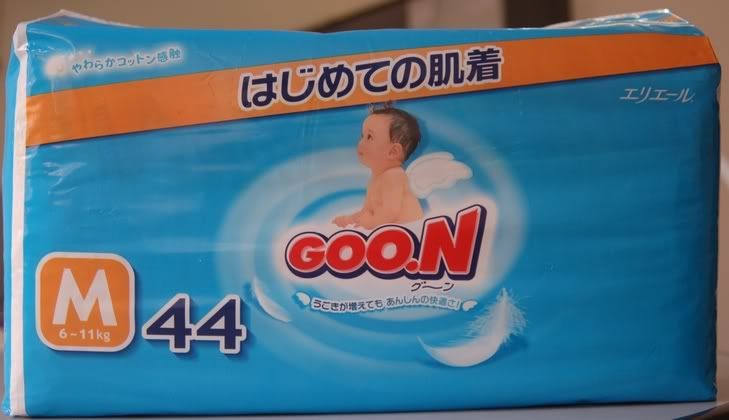 やわらかコットン感触
はじめての肌着
エリエール
GOO.N
グ〜ン
うごきが増えても あんしんの快適さ!
M
6~11kg
44